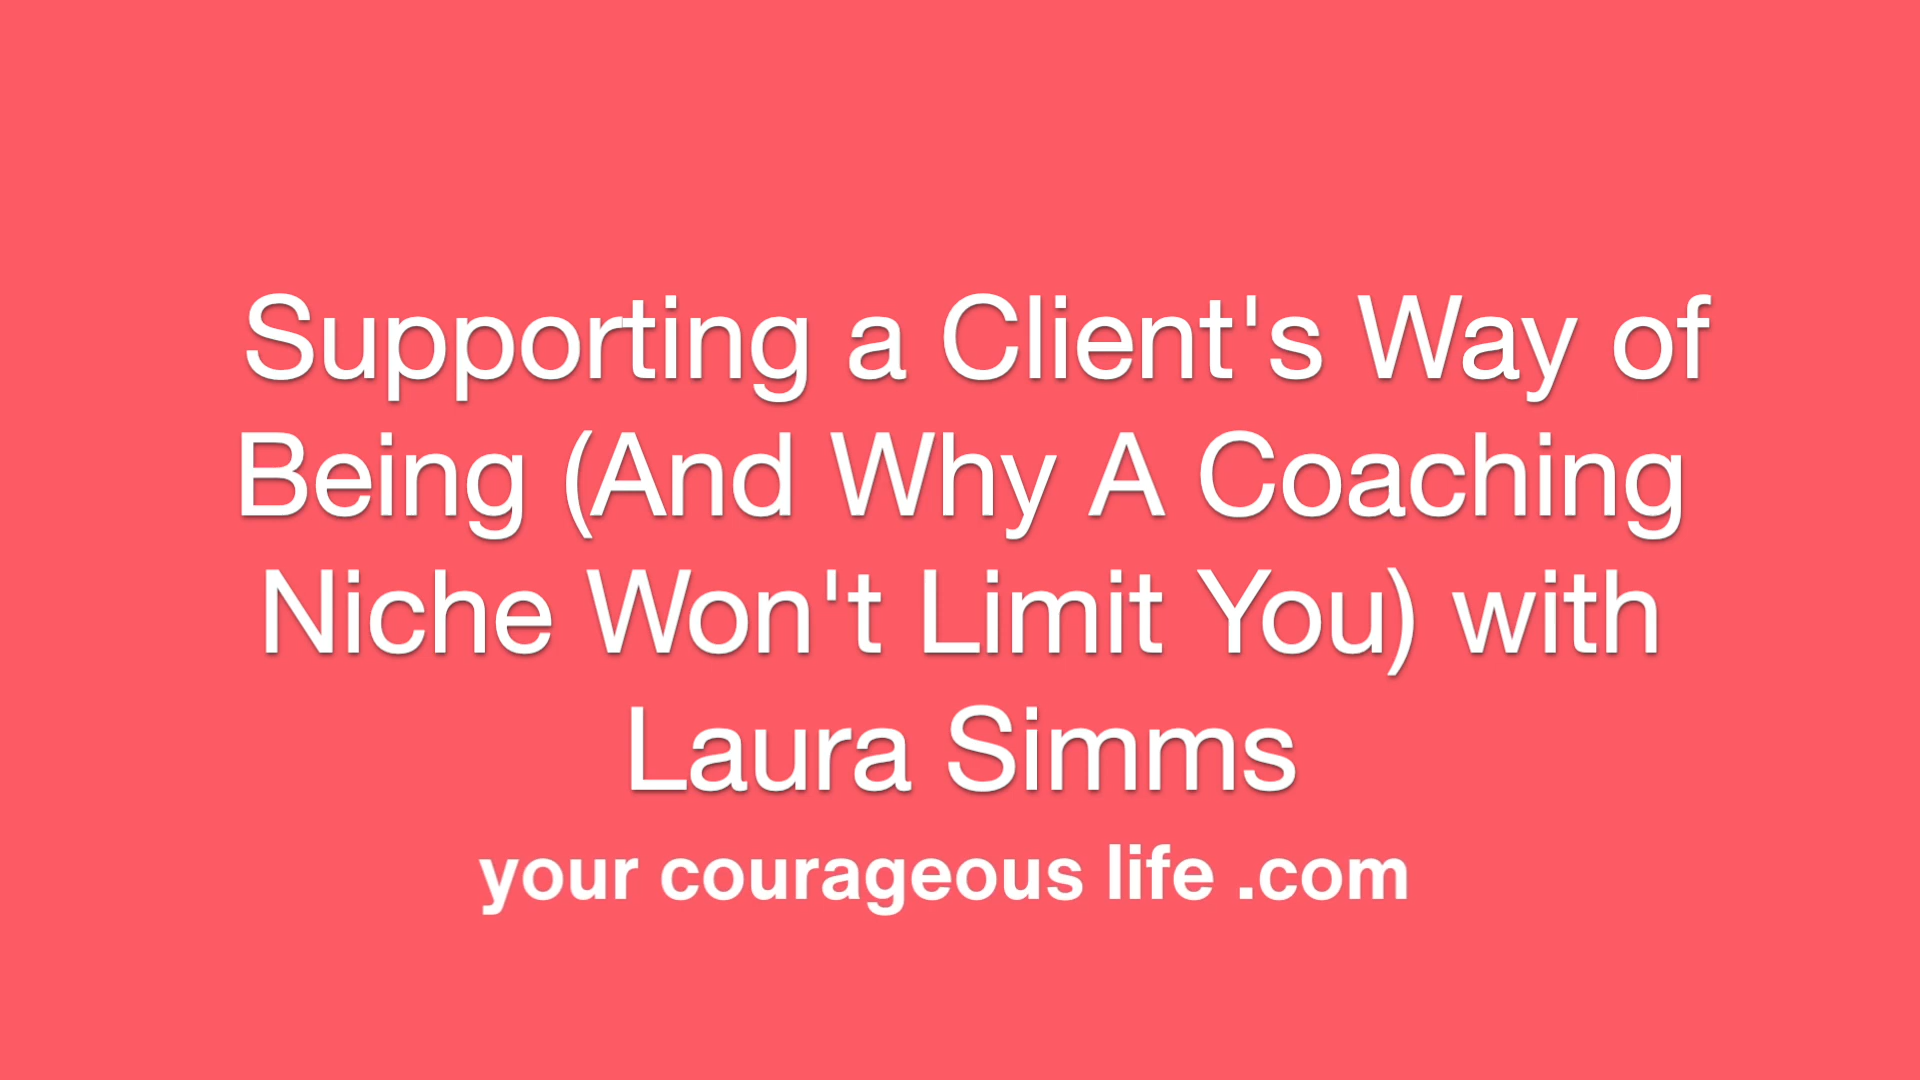 Supporting a Client's Way of
Being (And Why A Coaching
Niche Won't Limit You) with
Laura Simms
your courageous life .com